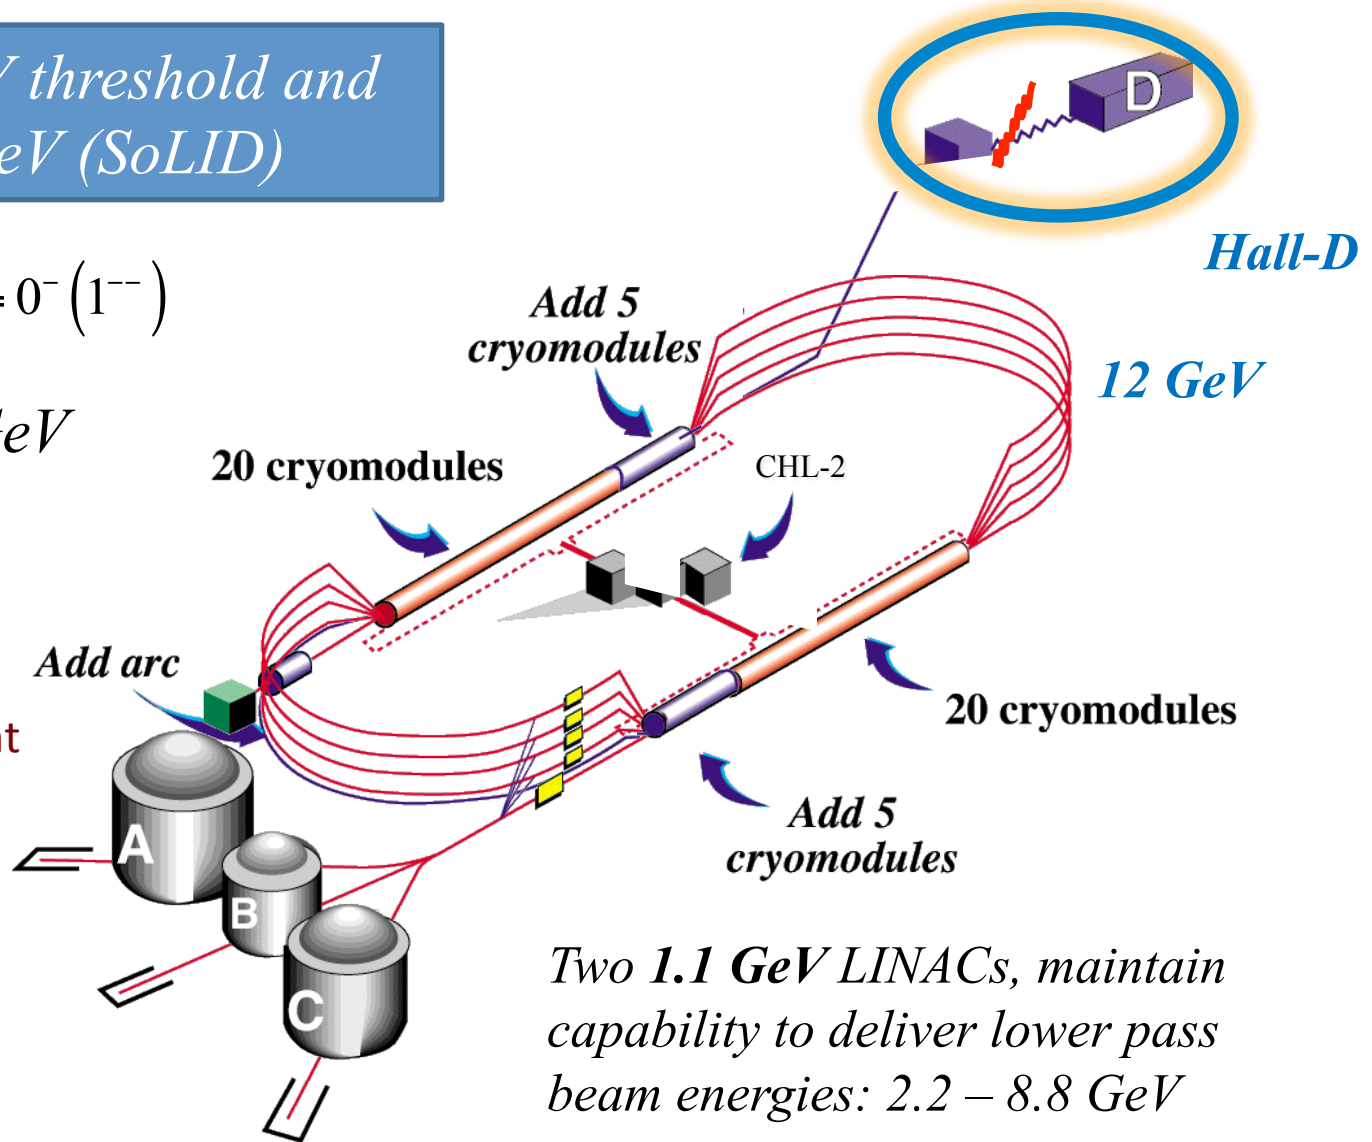 V threshold and
eV (SoLID)
D
Hall-D
= 0⁻ (1⁻⁻)
Add 5
cryomodules
12 GeV
GeV
20 cryomodules
CHL-2
Add arc
20 cryomodules
Add 5
cryomodules
A
B
C
Two 1.1 GeV LINACs, maintain
capability to deliver lower pass
beam energies: 2.2 – 8.8 GeV